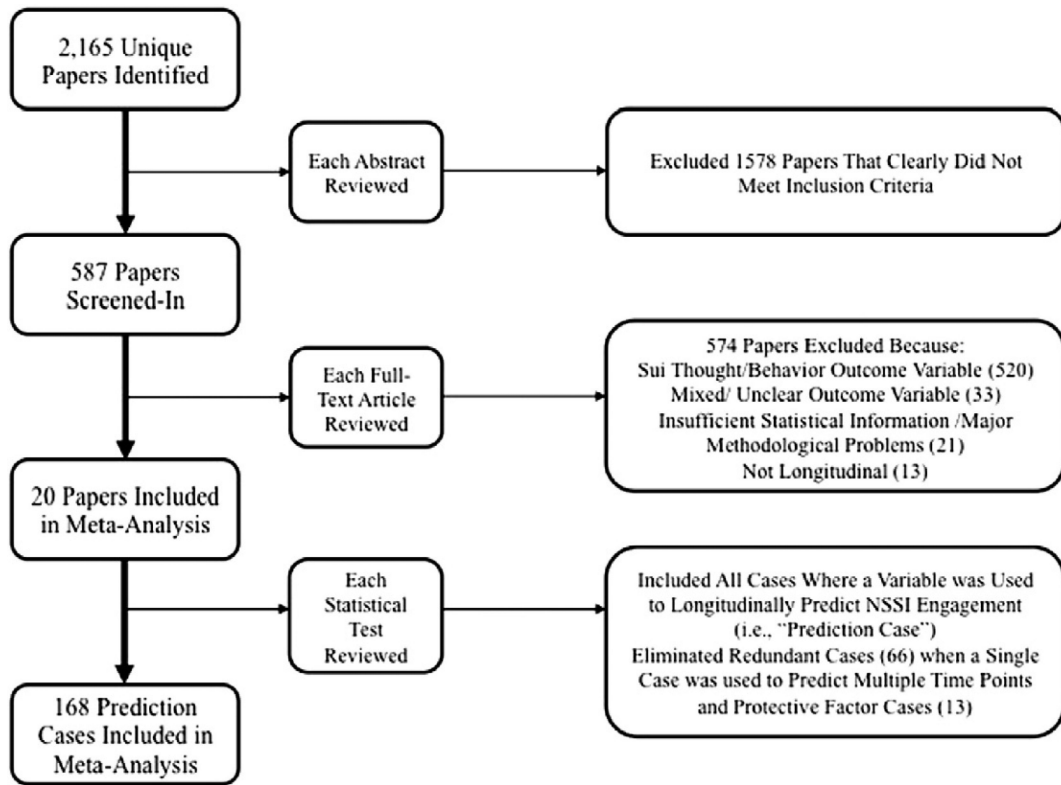 2,165 Unique
Papers Identified
Each Abstract
Reviewed
Excluded 1578 Papers That Clearly Did Not
Meet Inclusion Criteria
587 Papers
Screened-In
Each Full-
Text Article
Reviewed
574 Papers Excluded Because:
Sui Thought/Behavior Outcome Variable (520)
Mixed/ Unclear Outcome Variable (33)
Insufficient Statistical Information /Major
Methodological Problems (21)
Not Longitudinal (13)
20 Papers Included
in Meta-Analysis
Each
Statistical
Test
Reviewed
Included All Cases Where a Variable was Used
to Longitudinally Predict NSSI Engagement
(i.e., “Prediction Case”)
Eliminated Redundant Cases (66) when a Single
Case was used to Predict Multiple Time Points
and Protective Factor Cases (13)
168 Prediction
Cases Included in
Meta-Analysis